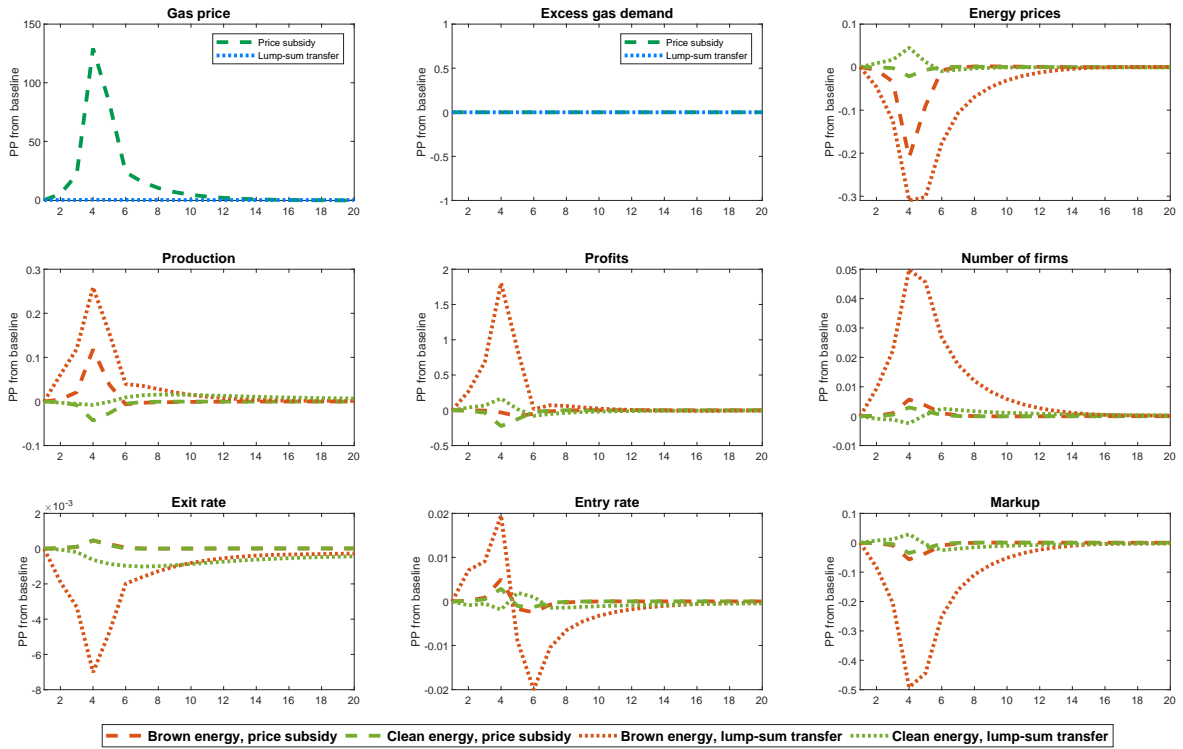 Gas price
Excess gas demand
Energy prices
PP from baseline
150
100
50
0
Price subsidy
Lump-sum transfer
2 4 6 8 10 12 14 16 18 20
PP from baseline
1
0.5
0
-0.5
-1
Price subsidy
Lump-sum transfer
2 4 6 8 10 12 14 16 18 20
PP from baseline
0.1
0
-0.1
-0.2
-0.3
2 4 6 8 10 12 14 16 18 20
Production
Profits
Number of firms
PP from baseline
0.3
0.2
0.1
0
-0.1
2 4 6 8 10 12 14 16 18 20
PP from baseline
2
1.5
1
0.5
0
-0.5
2 4 6 8 10 12 14 16 18 20
PP from baseline
0.05
0.04
0.03
0.02
0.01
0
-0.01
2 4 6 8 10 12 14 16 18 20
Exit rate
Entry rate
Markup
PP from baseline
×10⁻³
2
0
-2
-4
-6
-8
2 4 6 8 10 12 14 16 18 20
PP from baseline
0.02
0.01
0
-0.01
-0.02
2 4 6 8 10 12 14 16 18 20
PP from baseline
0.1
0
-0.1
-0.2
-0.3
-0.4
-0.5
2 4 6 8 10 12 14 16 18 20
Brown energy, price subsidy Clean energy, price subsidy Brown energy, lump-sum transfer Clean energy, lump-sum transfer